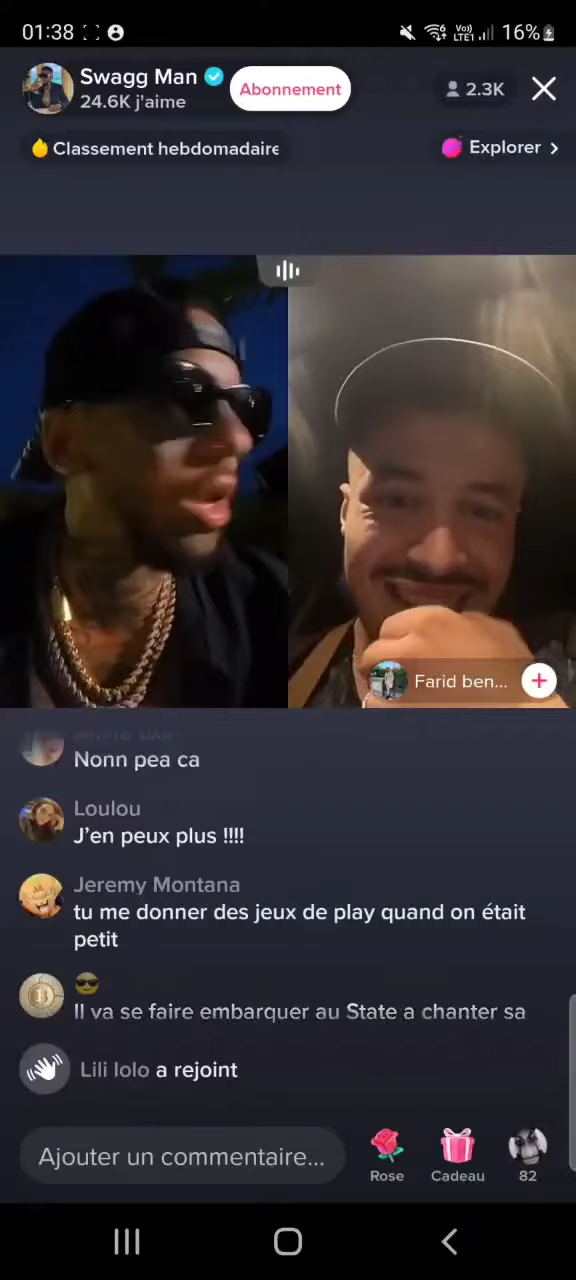 01:38
Vo)) LTE1
16%
Swagg Man
24.6K j'aime
Abonnement
2.3K
Classement hebdomadaire
Explorer
Farid ben...
Nonn pea ca
Loulou
J'en peux plus !!!!
Jeremy Montana
tu me donner des jeux de play quand on était
petit
Il va se faire embarquer au State a chanter sa
Lili lolo a rejoint
Ajouter un commentaire...
Rose
Cadeau
82